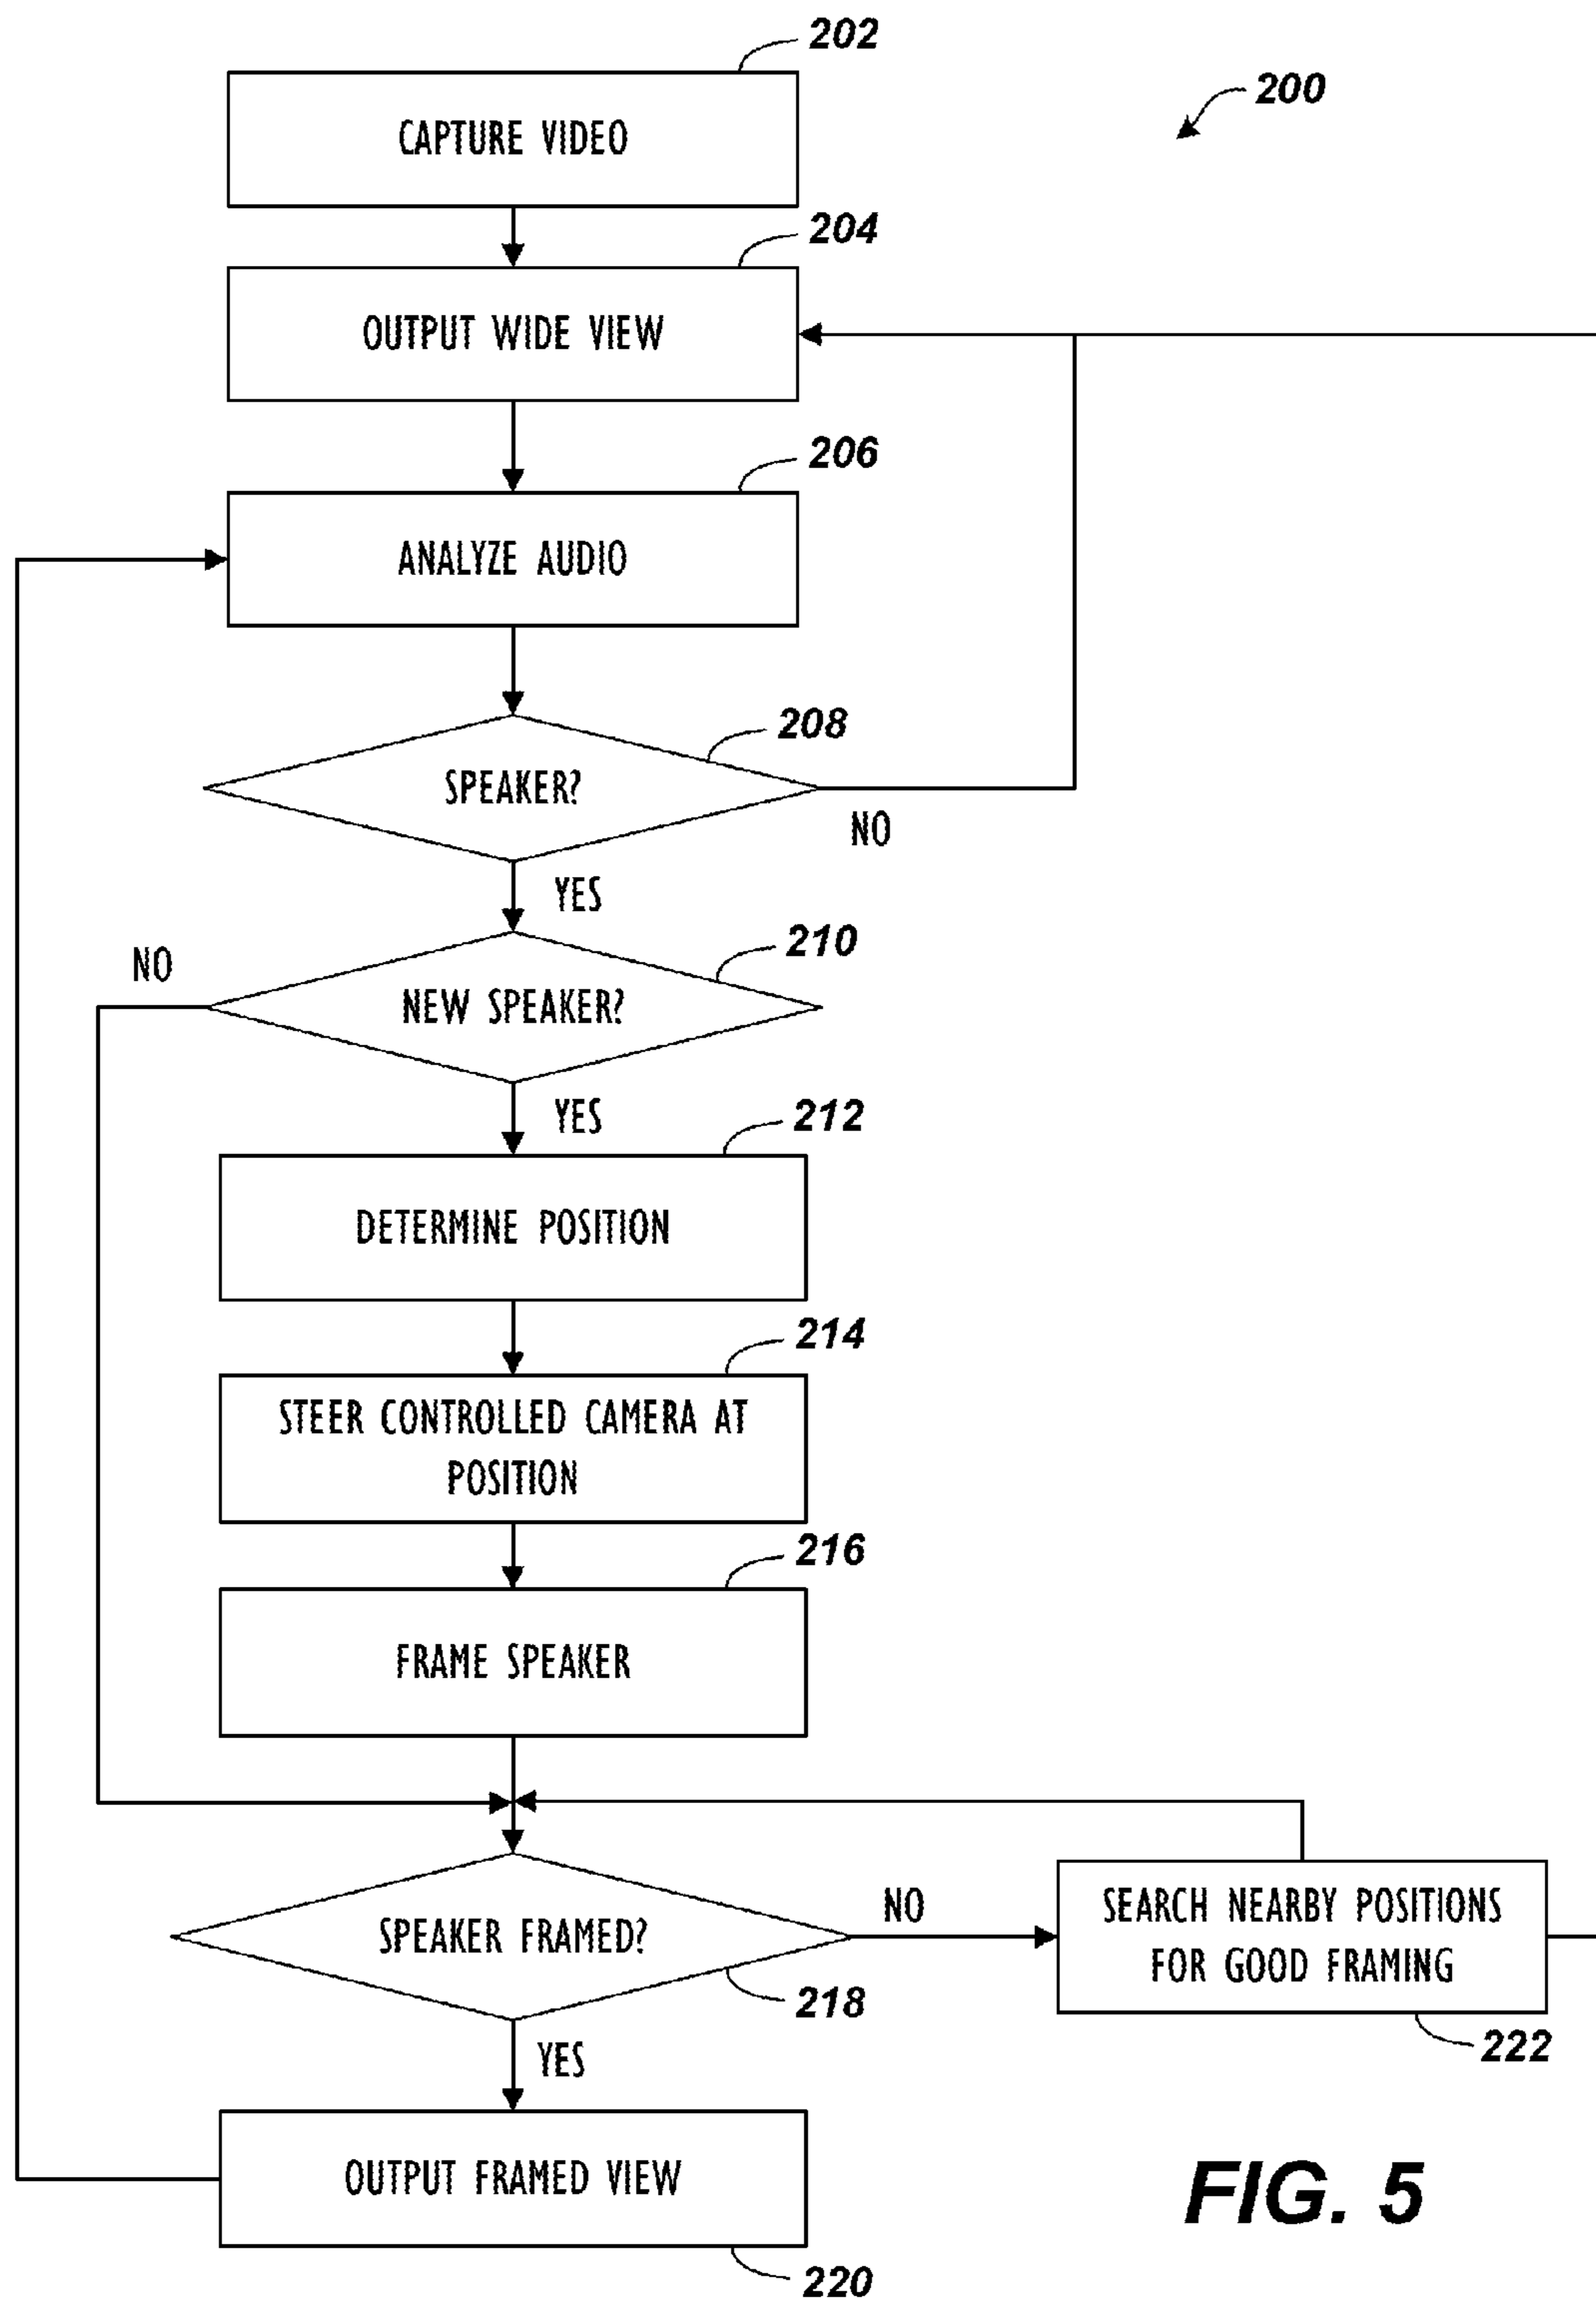 202
200
CAPTURE VIDEO
204
OUTPUT WIDE VIEW
206
ANALYZE AUDIO
208
SPEAKER?
NO
YES
210
NO
NEW SPEAKER?
YES
212
DETERMINE POSITION
214
STEER CONTROLLED CAMERA AT
POSITION
216
FRAME SPEAKER
SPEAKER FRAMED?
NO
SEARCH NEARBY POSITIONS
FOR GOOD FRAMING
218
222
YES
OUTPUT FRAMED VIEW
220
FIG. 5